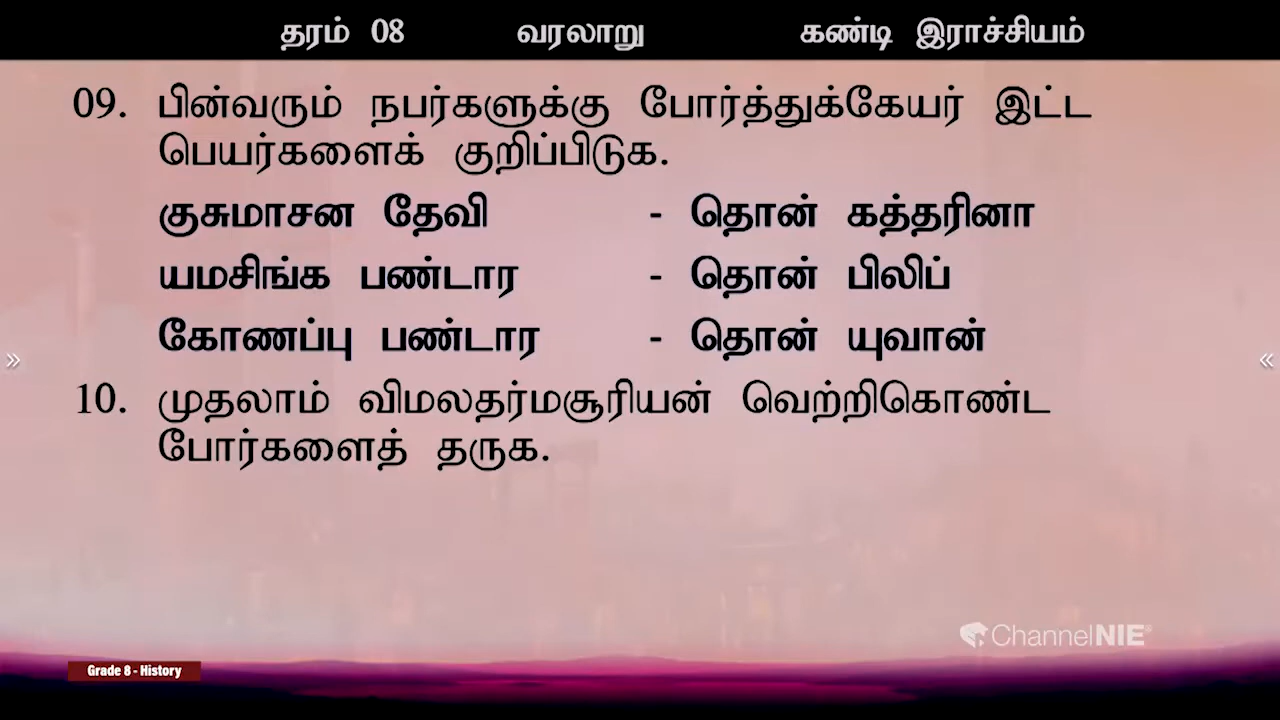 தரம் 08 வரலாறு கண்டி இராச்சியம்
09. பின்வரும் நபர்களுக்கு போர்த்துக்கேயர் இட்ட
பெயர்களைக் குறிப்பிடுக.
குசுமாசன தேவி - தொன் கத்தரினா
யமசிங்க பண்டார - தொன் பிலிப்
கோணப்பு பண்டார - தொன் யுவான்
10. முதலாம் விமலதர்மசூரியன் வெற்றிகொண்ட
போர்களைத் தருக.
ChannelNIE
Grade 8 - History